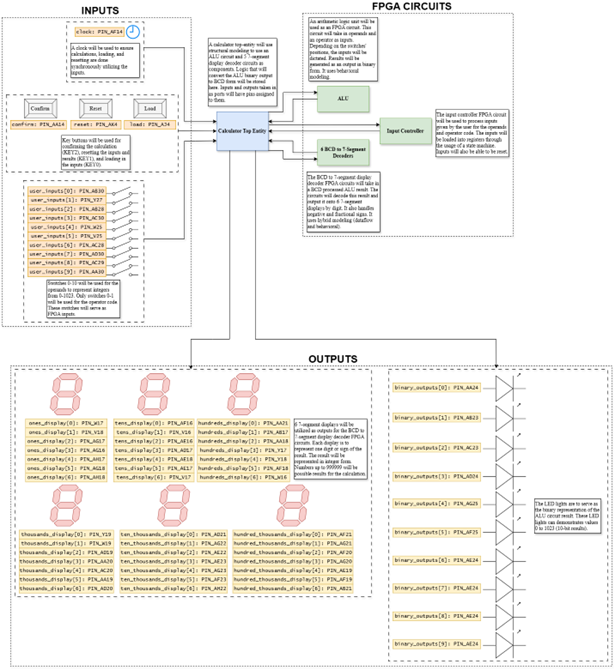 INPUTS
FPGA CIRCUITS
clock: PIN_AF14
A clock will be used to ensure
calculations, loading, and
resetting are done
synchronously utilizing the
inputs.
A calculator top-entity will use
structural modeling to use an
ALU circuit and 5 7-segment
display decoder circuits as
components. Logic that will
convert the ALU binary output
to BCD form will be stored
here. Inputs and outputs taken in
as ports will have pins assigned
to them.
An arithmetic logic unit will be
used as an FPGA circuit. This
circuit will take in operands and
an operator as inputs.
Depending on the switches'
positions, the inputs will be
dictated. Results will be
generated as an output in binary
form. It uses behavioral
modeling.
ALU
Confirm
Reset
Load
confirm: PIN_AA14
reset: PIN_AK4
load: PIN_AJ4
Key buttons will be used for
confirming the calculation
(KEY2), resetting the inputs and
results (KEY1), and loading in
the inputs (KEY0).
Calculator Top Entity
Input Controller
The input controller FPGA circuit
will be used to process inputs
given by the user for the operands
and operator code. The inputs will
be loaded into registers through
the usage of a state machine.
Inputs will also be able to be reset.
6 BCD to 7-Segment
Decoders
The BCD to 7-segment display
decoder FPGA circuits will take in
a BCD processed ALU result. The
circuits will decode this result and
output it onto 6 7-segment
displays by digit. It also handles
negative and fractional signs. It
uses hybrid modeling (dataflow
and behavioral).
user_inputs[0]: PIN_AB30
user_inputs[1]: PIN_Y27
user_inputs[2]: PIN_AB28
user_inputs[3]: PIN_AC30
user_inputs[4]: PIN_W25
user_inputs[5]: PIN_V25
user_inputs[6]: PIN_AC28
user_inputs[7]: PIN_AD30
user_inputs[8]: PIN_AC29
user_inputs[9]: PIN_AA30
Switches 0-10 will be used for the
operands to represent integers
from 0-1023. Only switches 0-1
will be used for the operator code.
These switches will serve as
FPGA inputs.
OUTPUTS
ones_display[0]: PIN_W17
ones_display[1]: PIN_V18
ones_display[2]: PIN_AG17
ones_display[3]: PIN_AG16
ones_display[4]: PIN_AH17
ones_display[5]: PIN_AG18
ones_display[6]: PIN_AH18
tens_display[0]: PIN_AF16
tens_display[1]: PIN_V16
tens_display[2]: PIN_AE16
tens_display[3]: PIN_AD17
tens_display[4]: PIN_AE18
tens_display[5]: PIN_AE17
tens_display[6]: PIN_V17
hundreds_display[0]: PIN_AA21
hundreds_display[1]: PIN_AB17
hundreds_display[2]: PIN_AA18
hundreds_display[3]: PIN_Y17
hundreds_display[4]: PIN_Y18
hundreds_display[5]: PIN_AF18
hundreds_display[6]: PIN_W16
6 7-segment displays will be
utilized as outputs for the BCD to
7-segment display decoder FPGA
circuits. Each display is to
represent one digit or sign of the
result. The result will be
represented in integer form.
Numbers up to 999999 will be
possible results for the calculation.
thousands_display[0]: PIN_Y19
thousands_display[1]: PIN_W19
thousands_display[2]: PIN_AD19
thousands_display[3]: PIN_AA20
thousands_display[4]: PIN_AC20
thousands_display[5]: PIN_AA19
thousands_display[6]: PIN_AD20
ten_thousands_display[0]: PIN_AD21
ten_thousands_display[1]: PIN_AG22
ten_thousands_display[2]: PIN_AE22
ten_thousands_display[3]: PIN_AE23
ten_thousands_display[4]: PIN_AG23
ten_thousands_display[5]: PIN_AF23
ten_thousands_display[6]: PIN_AH22
hundred_thousands_display[0]: PIN_AF21
hundred_thousands_display[1]: PIN_AG21
hundred_thousands_display[2]: PIN_AF20
hundred_thousands_display[3]: PIN_AG20
hundred_thousands_display[4]: PIN_AE19
hundred_thousands_display[5]: PIN_AF19
hundred_thousands_display[6]: PIN_AB21
binary_outputs[0]: PIN_AA24
binary_outputs[1]: PIN_AB23
binary_outputs[2]: PIN_AC23
binary_outputs[3]: PIN_AD24
binary_outputs[4]: PIN_AG25
binary_outputs[5]: PIN_AF25
binary_outputs[6]: PIN_AE24
binary_outputs[7]: PIN_AE24
binary_outputs[8]: PIN_AE24
binary_outputs[9]: PIN_AE24
The LED lights are to serve as
the binary representation of the
ALU circuit result. These LED
lights can demonstrate values
0 to 1023 (10-bit results).